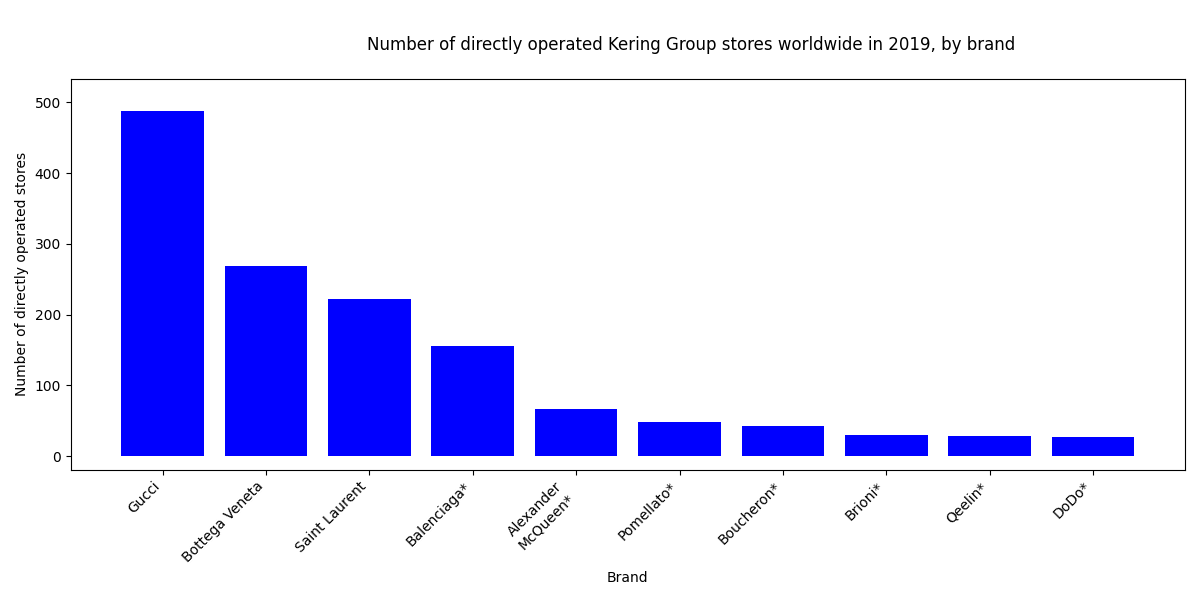 Number of directly operated Kering Group stores worldwide in 2019, by brand
Number of directly operated stores
500
400
300
200
100
0
Gucci
Bottega Veneta
Saint Laurent
Balenciaga*
Alexander
McQueen*
Pomellato*
Boucheron*
Brioni*
Qeelin*
DoDo*
Brand